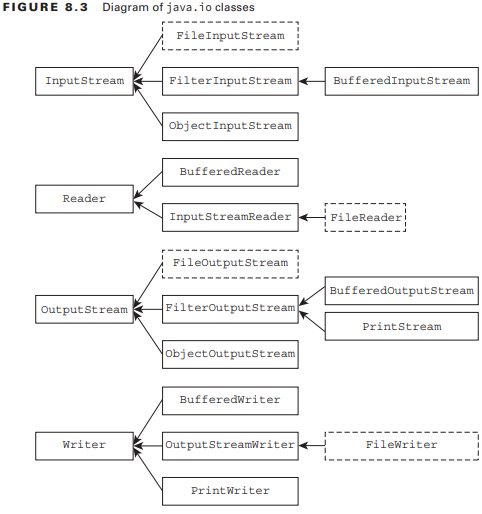 FIGURE 8.3 Diagram of java.io classes
FileInputStream
InputStream FilterInputStream BufferedInputStream
ObjectInputStream
BufferedReader
Reader
InputStreamReader FileReader
FileOutputStream
BufferedOutputStream
OutputStream FilterOutputStream
PrintStream
ObjectOutputStream
BufferedWriter
Writer OutputStreamWriter FileWriter
PrintWriter